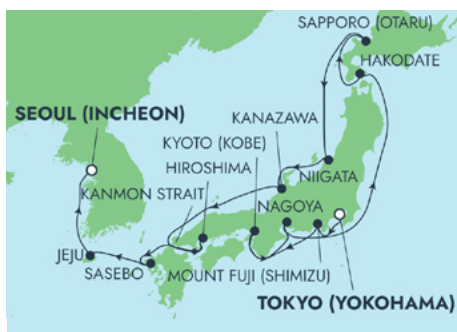 SAPPORO (OTARU)
HAKODATE
SEOUL (INCHEON)
KANAZAWA
KYOTO (KOBE)
HIROSHIMA
KANMON STRAIT
NIIGATA
NAGOYA
JEJU
SASEBO
MOUNT FUJI (SHIMIZU)
TOKYO (YOKOHAMA)